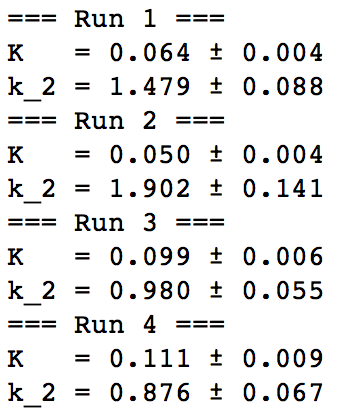 === Run 1 ===
K   = 0.064 ± 0.004
k_2 = 1.479 ± 0.088
=== Run 2 ===
K   = 0.050 ± 0.004
k_2 = 1.902 ± 0.141
=== Run 3 ===
K   = 0.099 ± 0.006
k_2 = 0.980 ± 0.055
=== Run 4 ===
K   = 0.111 ± 0.009
k_2 = 0.876 ± 0.067